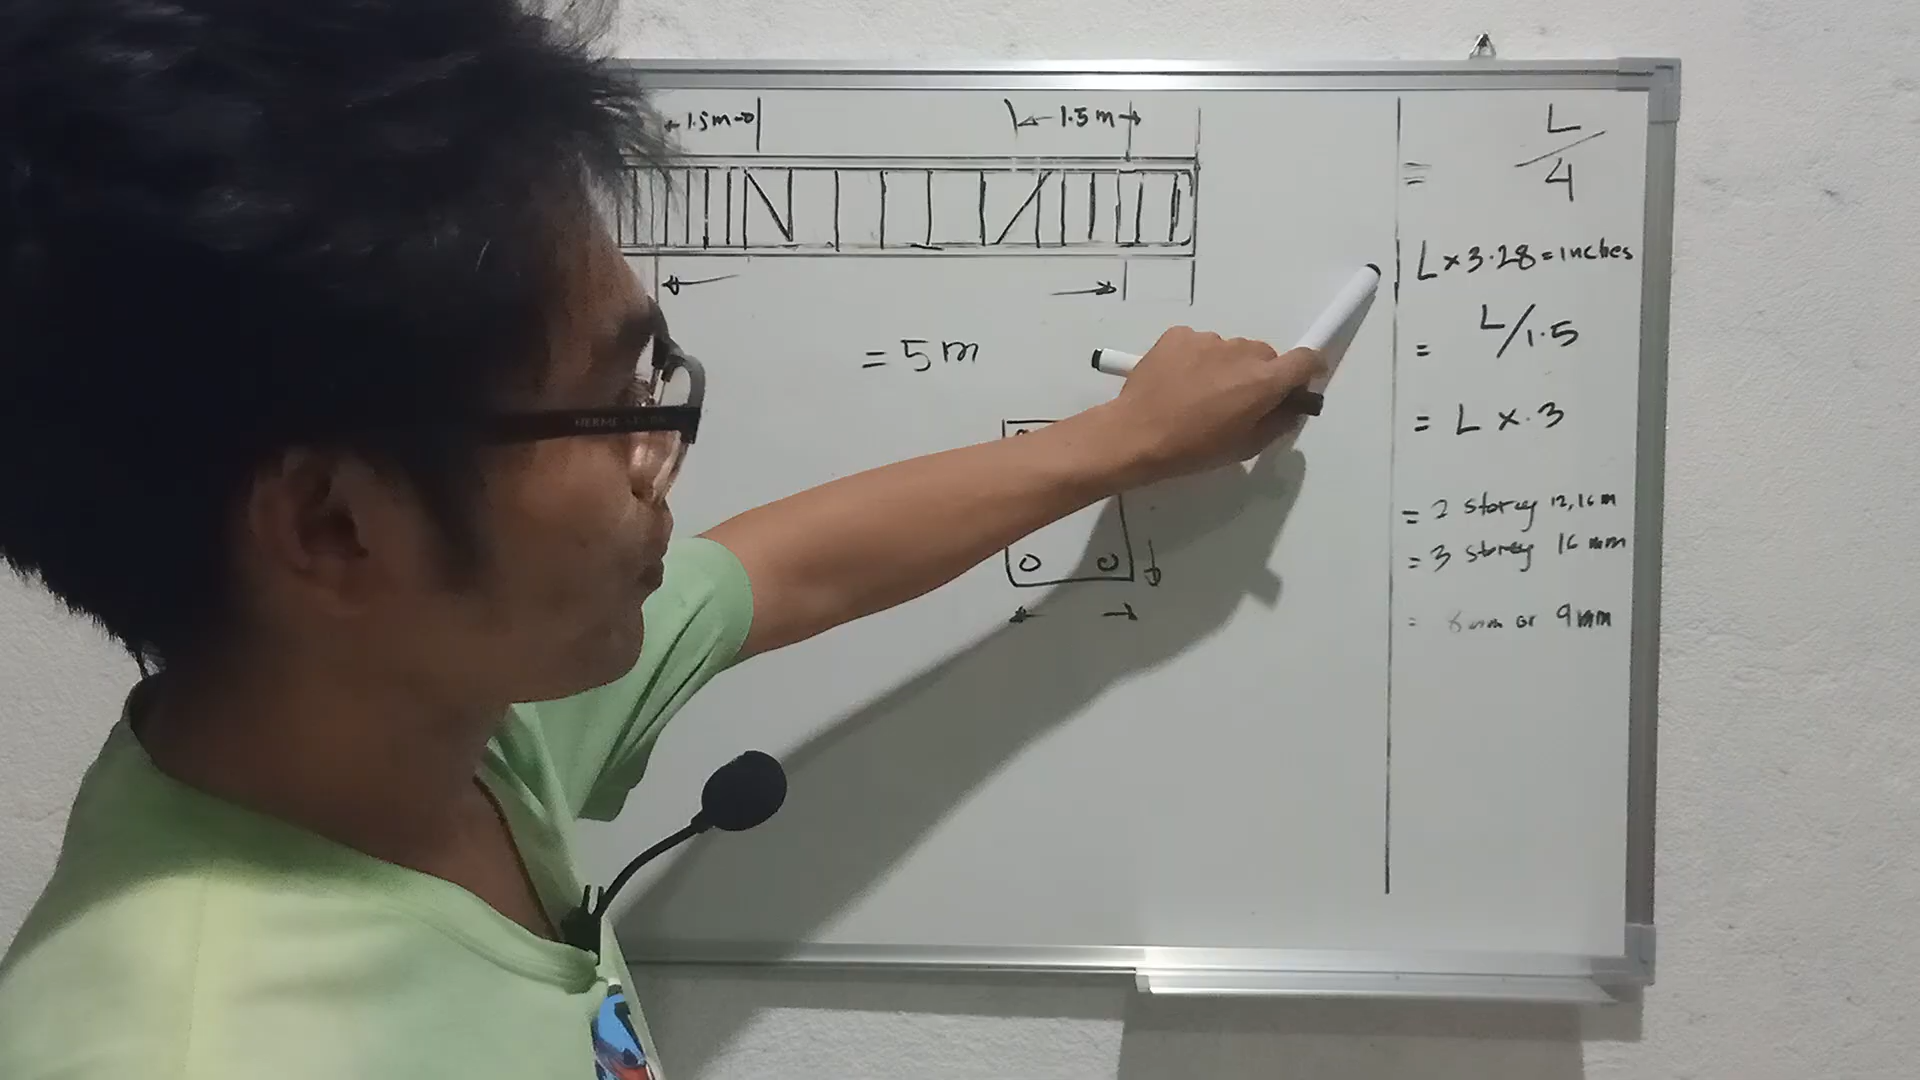 1.5m
1.5 m
= 5 m
= L/4
L x 3.28 = inches
= L/1.5
= L x .3
= 2 storey 12, 16 m
= 3 storey 16 mm
= 8 mm or 9 mm